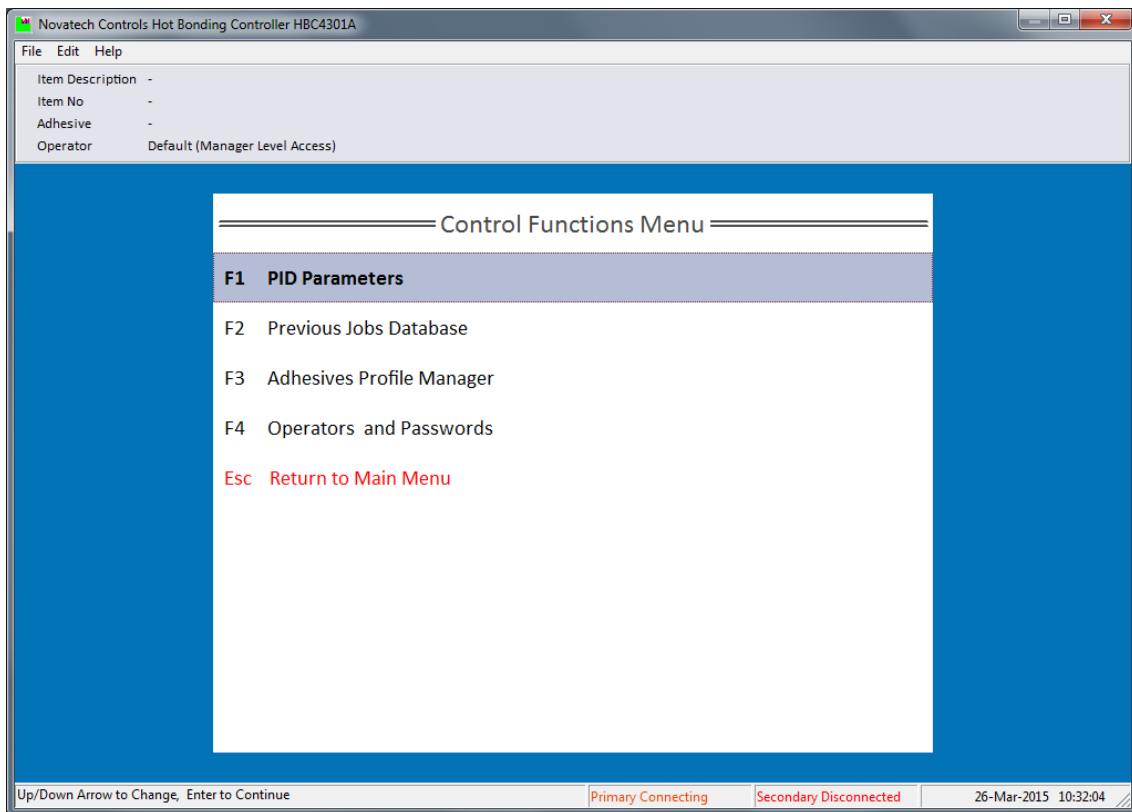 Novatech Controls Hot Bonding Controller HBC4301A
File Edit Help
Item Description -
Item No -
Adhesive -
Operator Default (Manager Level Access)
Control Functions Menu
F1 PID Parameters
F2 Previous Jobs Database
F3 Adhesives Profile Manager
F4 Operators and Passwords
Esc Return to Main Menu
Up/Down Arrow to Change, Enter to Continue Primary Connecting Secondary Disconnected 26-Mar-2015 10:32:04